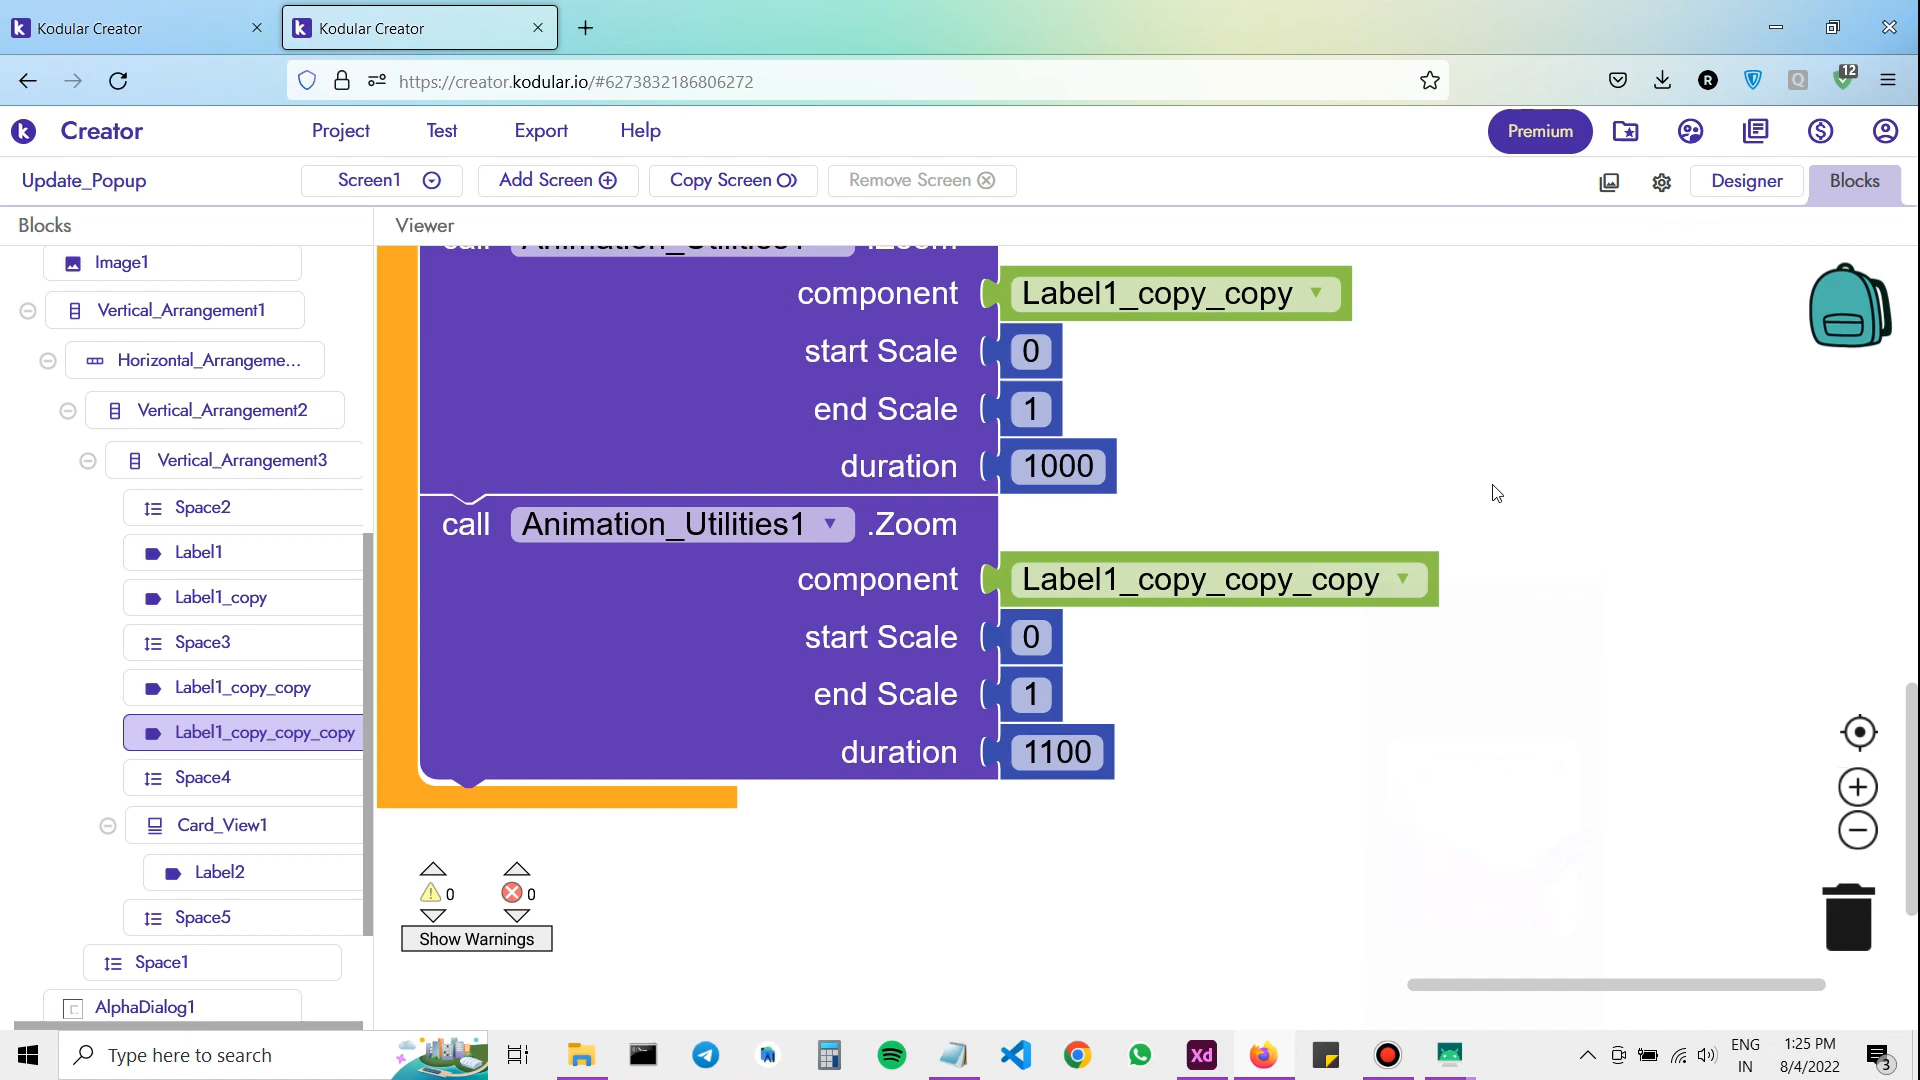 Kodular Creator
Kodular Creator
https://creator.kodular.io/#6273832186806272
12
Creator
Project
Test
Export
Help
Premium
Update_Popup
Screen1
Add Screen
Copy Screen
Remove Screen
Designer
Blocks
Blocks
Viewer
Image1
Vertical_Arrangement1
Horizontal_Arrangeme...
Vertical_Arrangement2
Vertical_Arrangement3
Space2
Label1
Label1_copy
Space3
Label1_copy_copy
Label1_copy_copy_copy
Space4
Card_View1
Label2
Space5
Space1
AlphaDialog1
call Animation_Utilities1 .Zoom
component Label1_copy_copy
start Scale 0
end Scale 1
duration 1000
call Animation_Utilities1 .Zoom
component Label1_copy_copy_copy
start Scale 0
end Scale 1
duration 1100
0 0
Show Warnings
Type here to search
Xd
ENG
IN
1:25 PM
8/4/2022
3